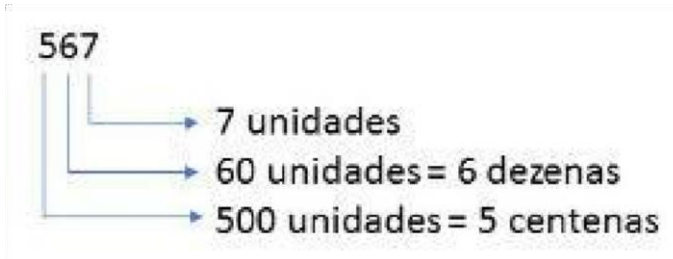 567
7 unidades
60 unidades= 6 dezenas
500 unidades= 5 centenas